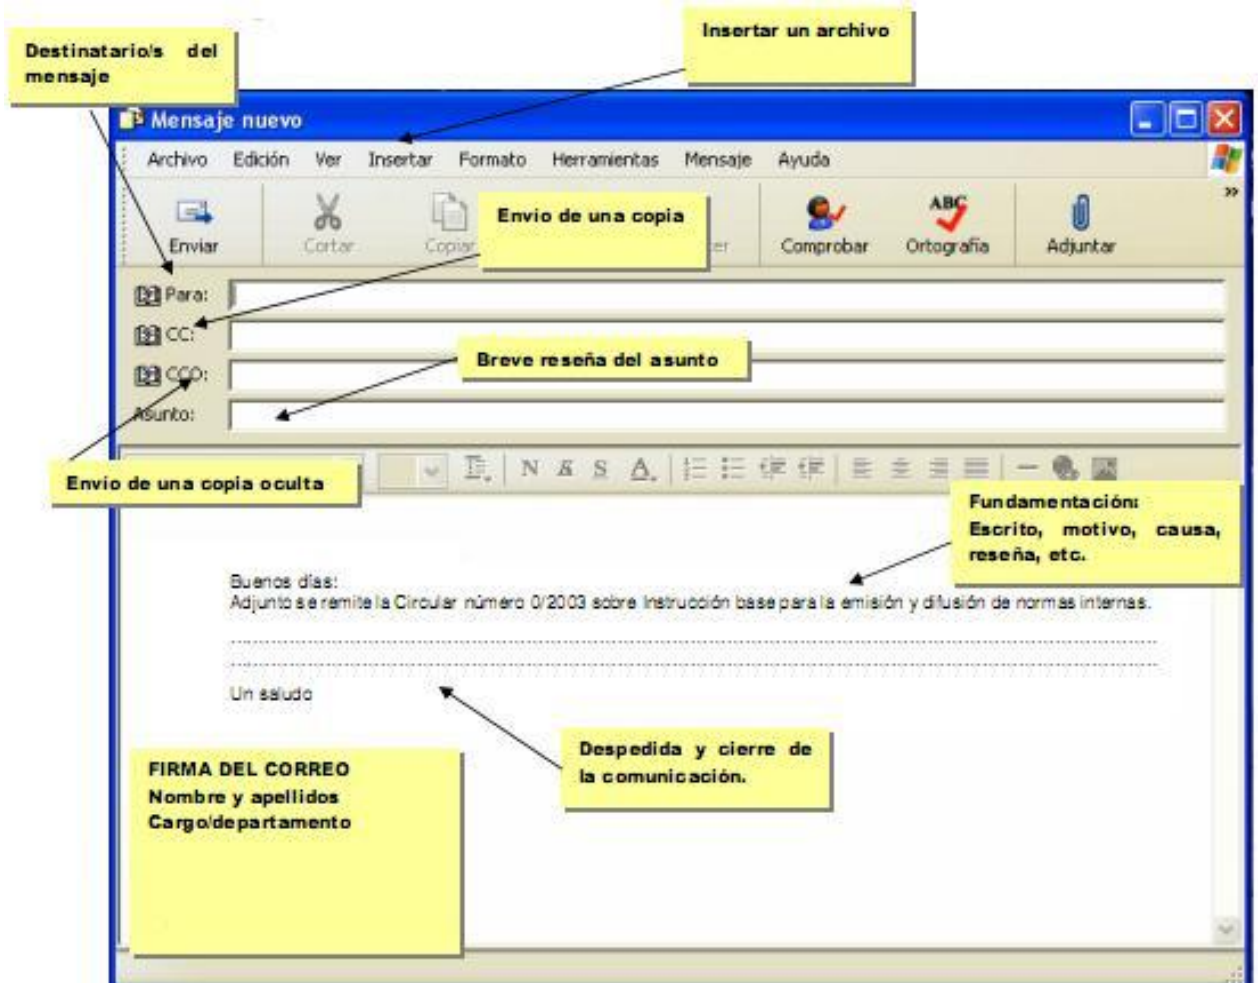 Insertar un archivo
Destinatario/s del
mensaje
Mensaje nuevo
Archivo Edición Ver Insertar Formato Herramientas Mensaje Ayuda
Enviar Cortar Copiar Comprobar Ortografía Adjuntar
ABC
Envio de una copia
Para:
CC:
Breve reseña del asunto
CCO:
Asunto:
Envio de una copia oculta
N K S A
Fundamentación:
Escrito, motivo, causa,
reseña, etc.
Buenos días:
Adjunto se remite la Circular número 0/2003 sobre Instrucción base para la emisión y difusión de normas internas.
Un saludo
Despedida y cierre de
la comunicación.
FIRMA DEL CORREO
Nombre y apellidos
Cargo/departamento